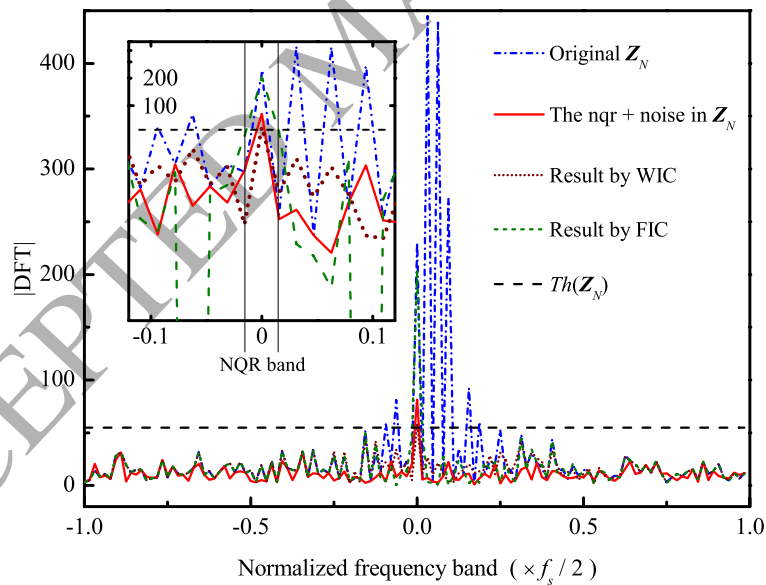 CEPTED MA
400
300
200
100
0
|DFT|
200
100
-0.1
0
0.1
NQR band
Original Z_N
The nqr + noise in Z_N
Result by WIC
Result by FIC
Th(Z_N)
-1.0
-0.5
0.0
0.5
1.0
Normalized frequency band ( × f_s / 2 )